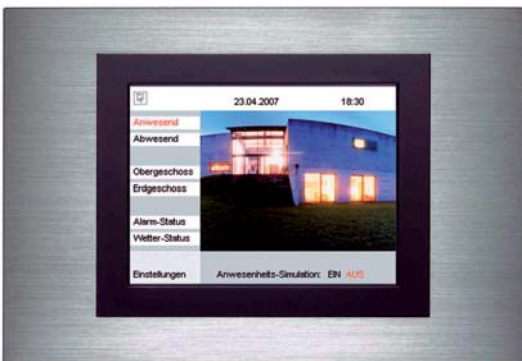 23.04.2007 18:30
Anwesend
Abwesend
Obergeschoss
Erdgeschoss
Alarm-Status
Wetter-Status
Einstellungen
Anwesenheits-Simulation: EIN AUS